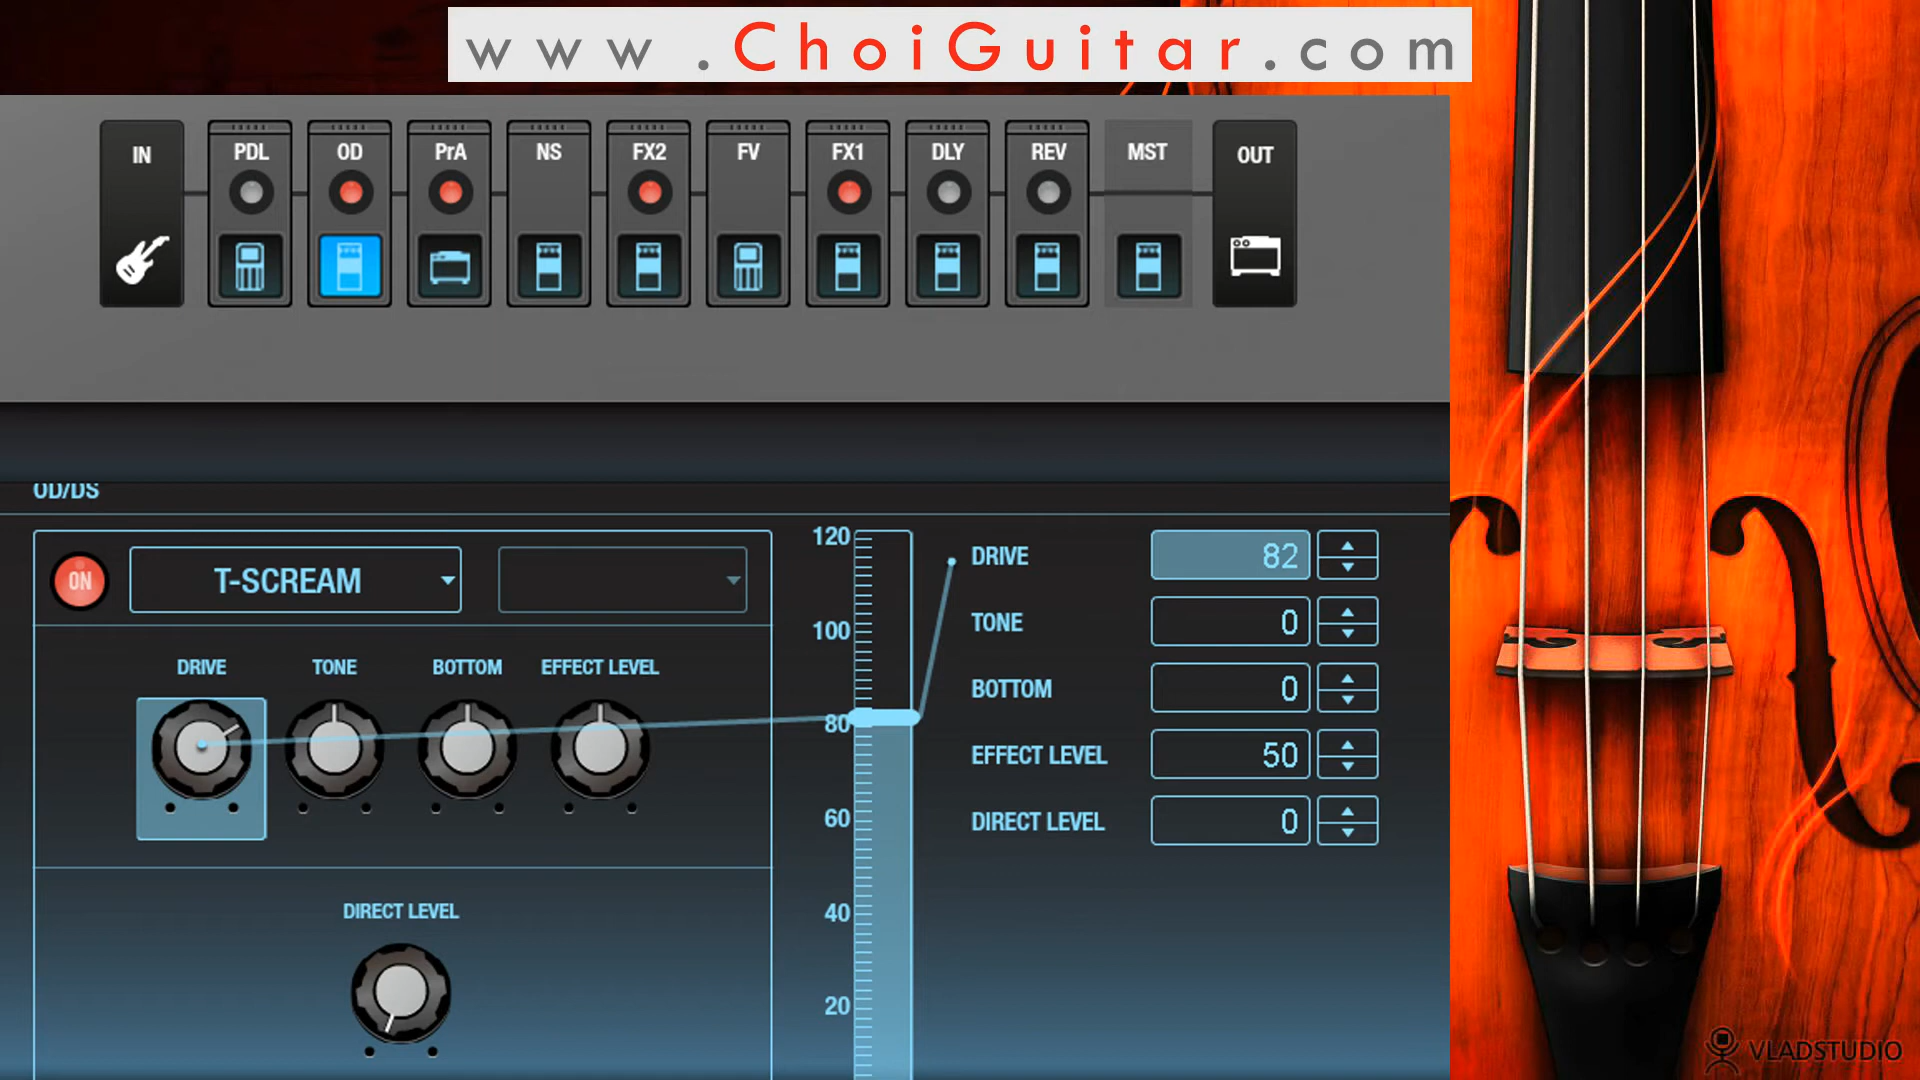 www.ChoiGuitar.com
IN PDL OD PrA NS FX2 FV FX1 DLY REV MST OUT
OD/DS
ON T-SCREAM
DRIVE TONE BOTTOM EFFECT LEVEL
DIRECT LEVEL
120
100
80
60
40
20
DRIVE 82
TONE 0
BOTTOM 0
EFFECT LEVEL 50
DIRECT LEVEL 0
VLADSTUDIO